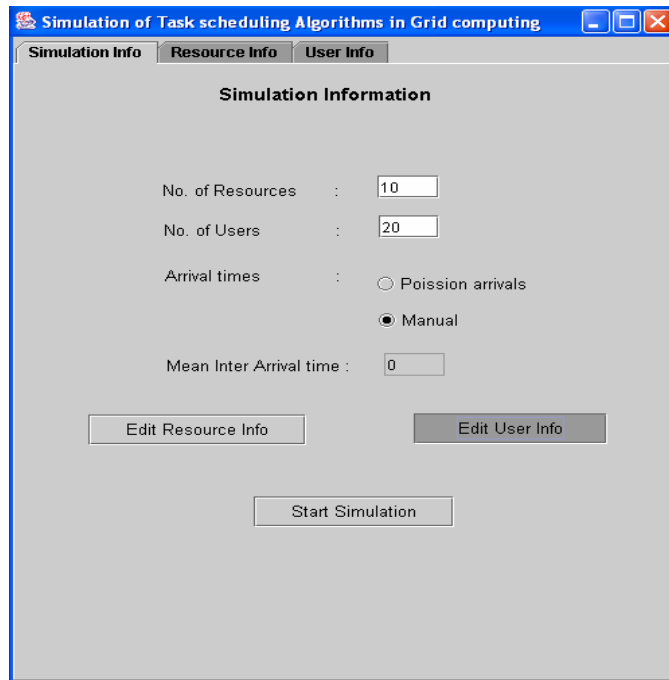 Simulation of Task scheduling Algorithms in Grid computing
Simulation Info Resource Info User Info
Simulation Information
No. of Resources : 10
No. of Users : 20
Arrival times : Poission arrivals
Manual
Mean Inter Arrival time : 0
Edit Resource Info Edit User Info
Start Simulation